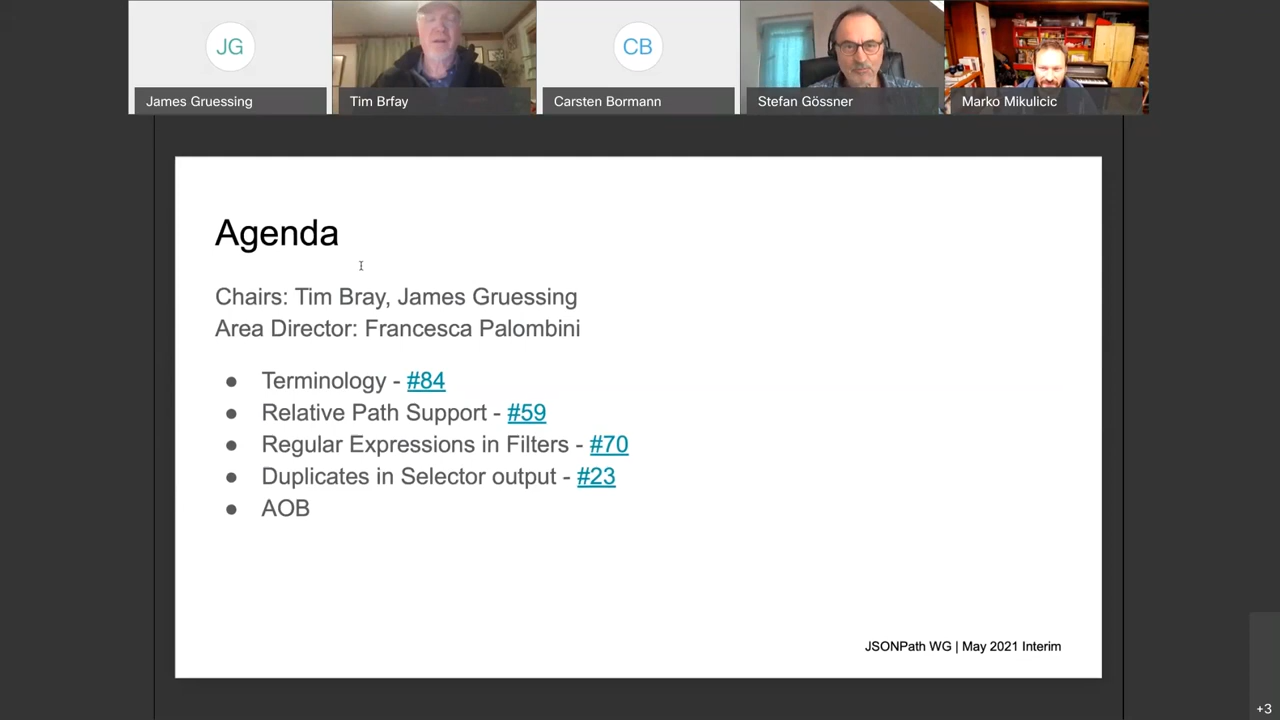 JG
CB
James Gruessing
Tim Brfay
Carsten Bormann
Stefan Gössner
Marko Mikulicic
Agenda
Chairs: Tim Bray, James Gruessing
Area Director: Francesca Palombini
● Terminology - #84
● Relative Path Support - #59
● Regular Expressions in Filters - #70
● Duplicates in Selector output - #23
● AOB
JSONPath WG | May 2021 Interim
+3